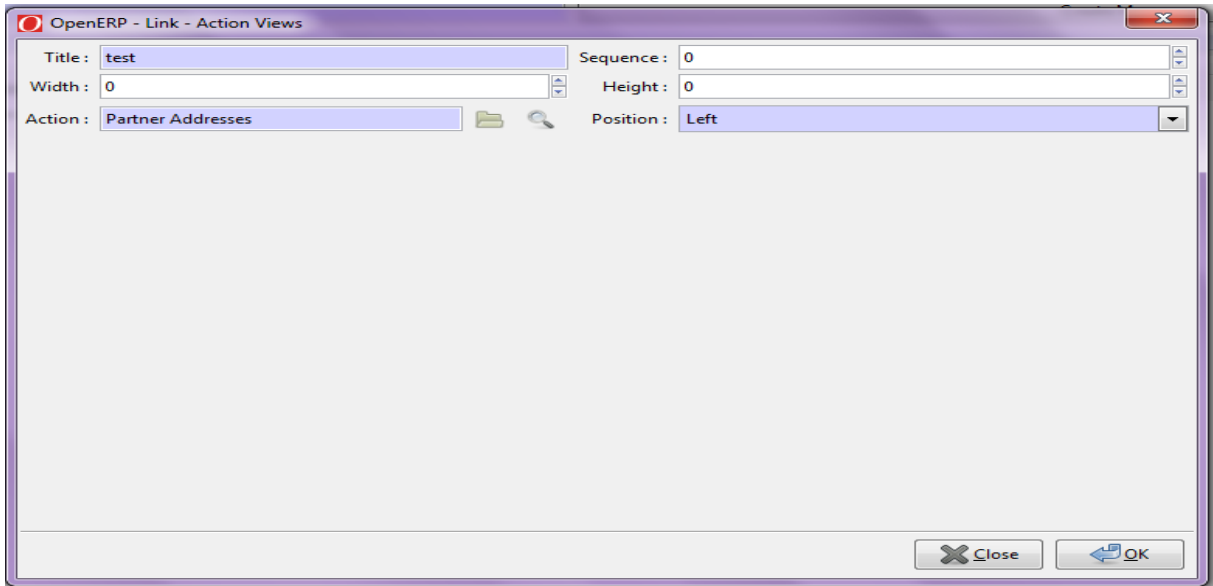 OpenERP - Link - Action Views
Title : test Sequence : 0
Width : 0 Height : 0
Action : Partner Addresses Position : Left
Close OK